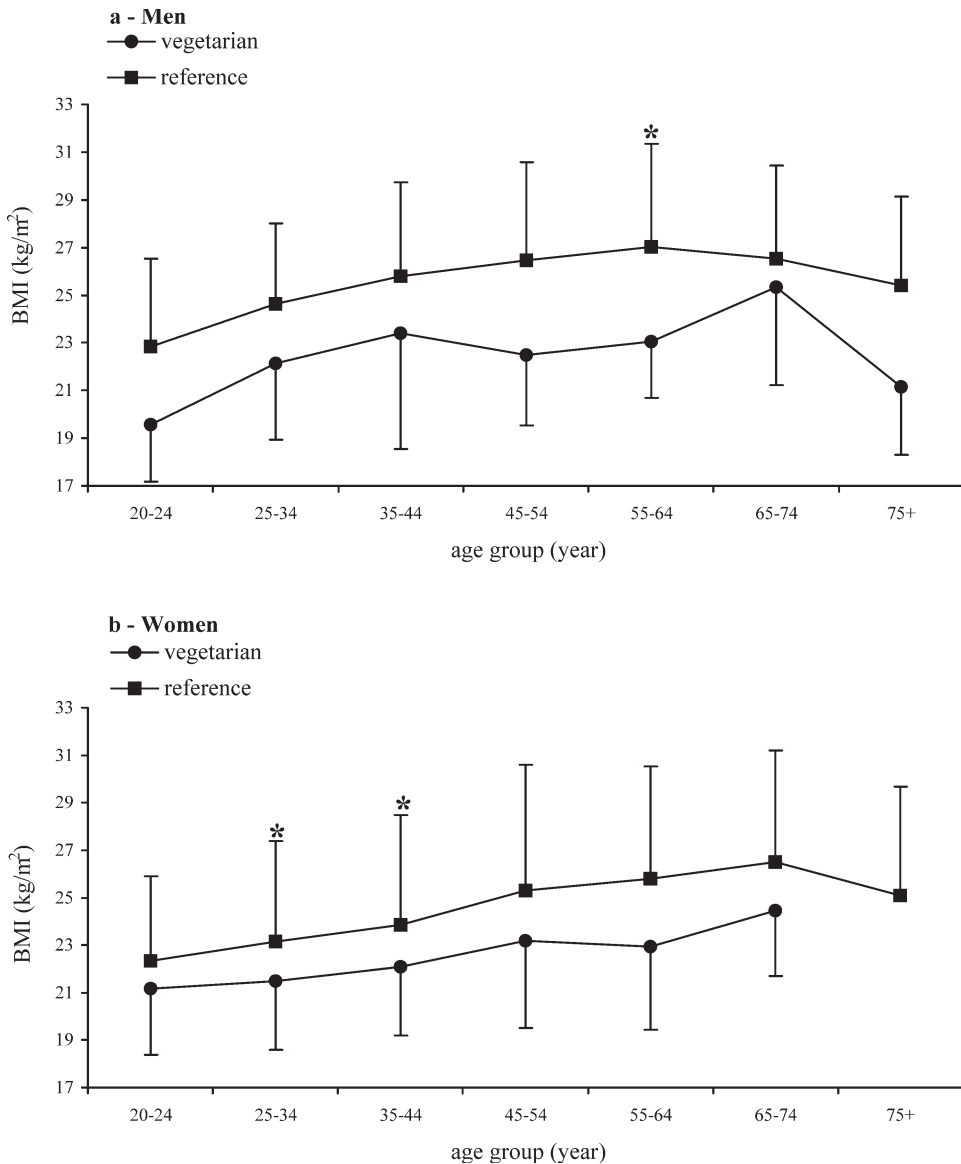 a - Men
vegetarian
reference
33
31
*
29
27
25
23
21
19
17
BMI (kg/m²)
20-24 25-34 35-44 45-54 55-64 65-74 75+
age group (year)
b - Women
vegetarian
reference
33
31
29
* *
27
25
23
21
19
17
BMI (kg/m²)
20-24 25-34 35-44 45-54 55-64 65-74 75+
age group (year)